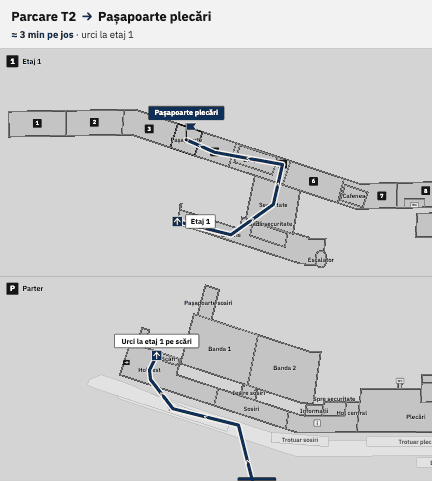 Parcare T2 → Pașapoarte plecări
≈ 3 min pe jos · urci la etaj 1
1 Etaj 1
Pașapoarte plecări
1
2
3
6
Cafenea
7
8
Etaj 1
Escalator
P Parter
Pașapoarte sosiri
Urci la etaj 1 pe scări
Banda 1
Banda 2
Spre securitate
Sosiri
Informații
Hol central
Plecări
Trotuar sosiri
Trotuar plec